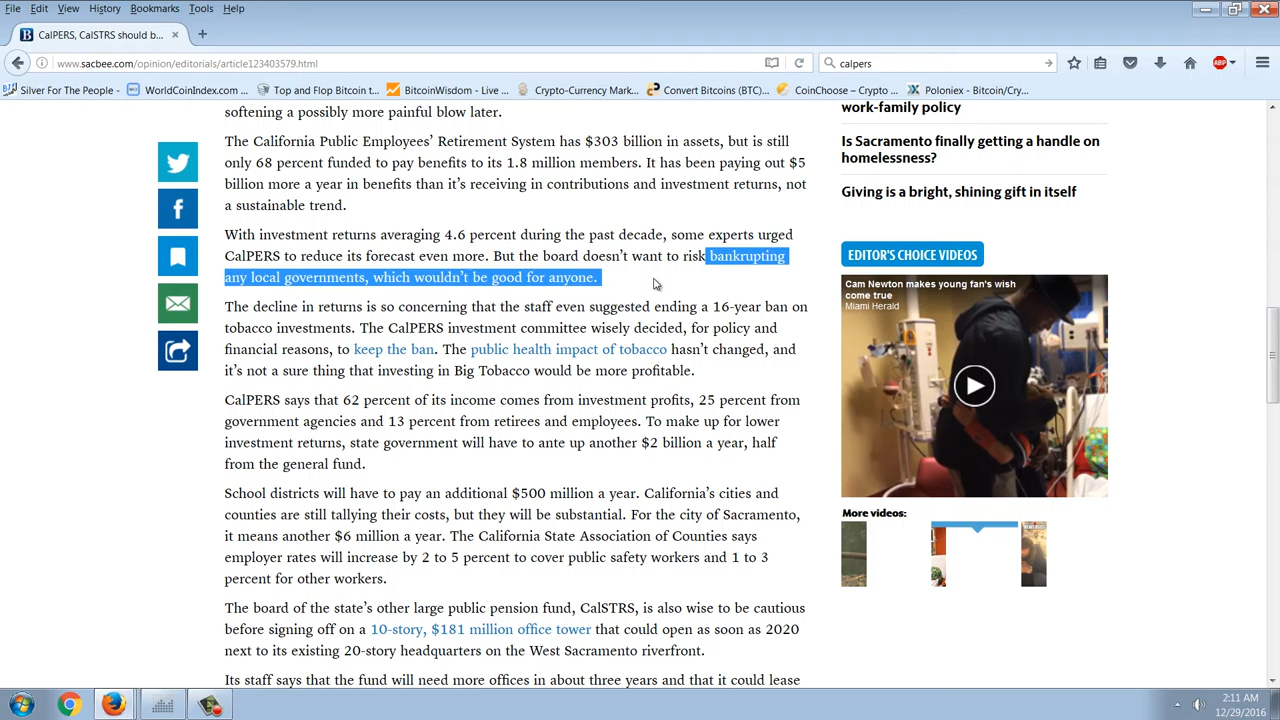 File Edit View History Bookmarks Tools Help
CalPERS, CalSTRS should b...
www.sacbee.com/opinion/editorials/article123403579.html
calpers
ABP
Silver For The People -
WorldCoinIndex.com ...
Top and Flop Bitcoin t...
BitcoinWisdom - Live ...
Crypto-Currency Mark...
Convert Bitcoins (BTC)...
CoinChoose – Crypto ...
Poloniex - Bitcoin/Cry...
softening a possibly more painful blow later.
The California Public Employees’ Retirement System has $303 billion in assets, but is still
only 68 percent funded to pay benefits to its 1.8 million members. It has been paying out $5
billion more a year in benefits than it’s receiving in contributions and investment returns, not
a sustainable trend.
With investment returns averaging 4.6 percent during the past decade, some experts urged
CalPERS to reduce its forecast even more. But the board doesn’t want to risk bankrupting
any local governments, which wouldn’t be good for anyone.
The decline in returns is so concerning that the staff even suggested ending a 16-year ban on
tobacco investments. The CalPERS investment committee wisely decided, for policy and
financial reasons, to keep the ban. The public health impact of tobacco hasn’t changed, and
it’s not a sure thing that investing in Big Tobacco would be more profitable.
CalPERS says that 62 percent of its income comes from investment profits, 25 percent from
government agencies and 13 percent from retirees and employees. To make up for lower
investment returns, state government will have to ante up another $2 billion a year, half
from the general fund.
School districts will have to pay an additional $500 million a year. California’s cities and
counties are still tallying their costs, but they will be substantial. For the city of Sacramento,
it means another $6 million a year. The California State Association of Counties says
employer rates will increase by 2 to 5 percent to cover public safety workers and 1 to 3
percent for other workers.
The board of the state’s other large public pension fund, CalSTRS, is also wise to be cautious
before signing off on a 10-story, $181 million office tower that could open as soon as 2020
next to its existing 20-story headquarters on the West Sacramento riverfront.
Its staff says that the fund will need more offices in about three years and that it could lease
work-family policy
Is Sacramento finally getting a handle on
homelessness?
Giving is a bright, shining gift in itself
EDITOR'S CHOICE VIDEOS
Cam Newton makes young fan's wish
come true
Miami Herald
More videos:
2:11 AM
12/29/2016